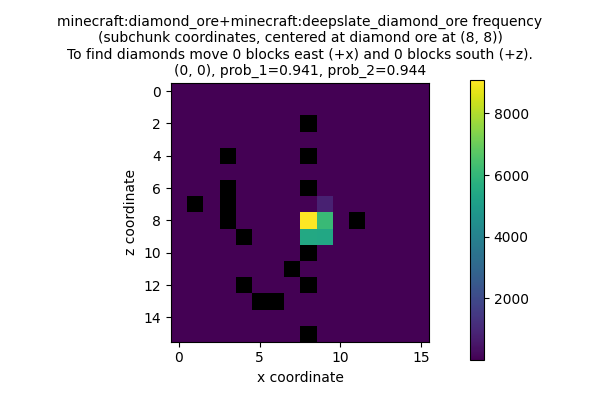 minecraft:diamond_ore+minecraft:deepslate_diamond_ore frequency
(subchunk coordinates, centered at diamond ore at (8, 8))
To find diamonds move 0 blocks east (+x) and 0 blocks south (+z).
(0, 0), prob_1=0.941, prob_2=0.944
0
2
4
6
8
10
12
14
z coordinate
0
5
10
15
x coordinate
8000
6000
4000
2000